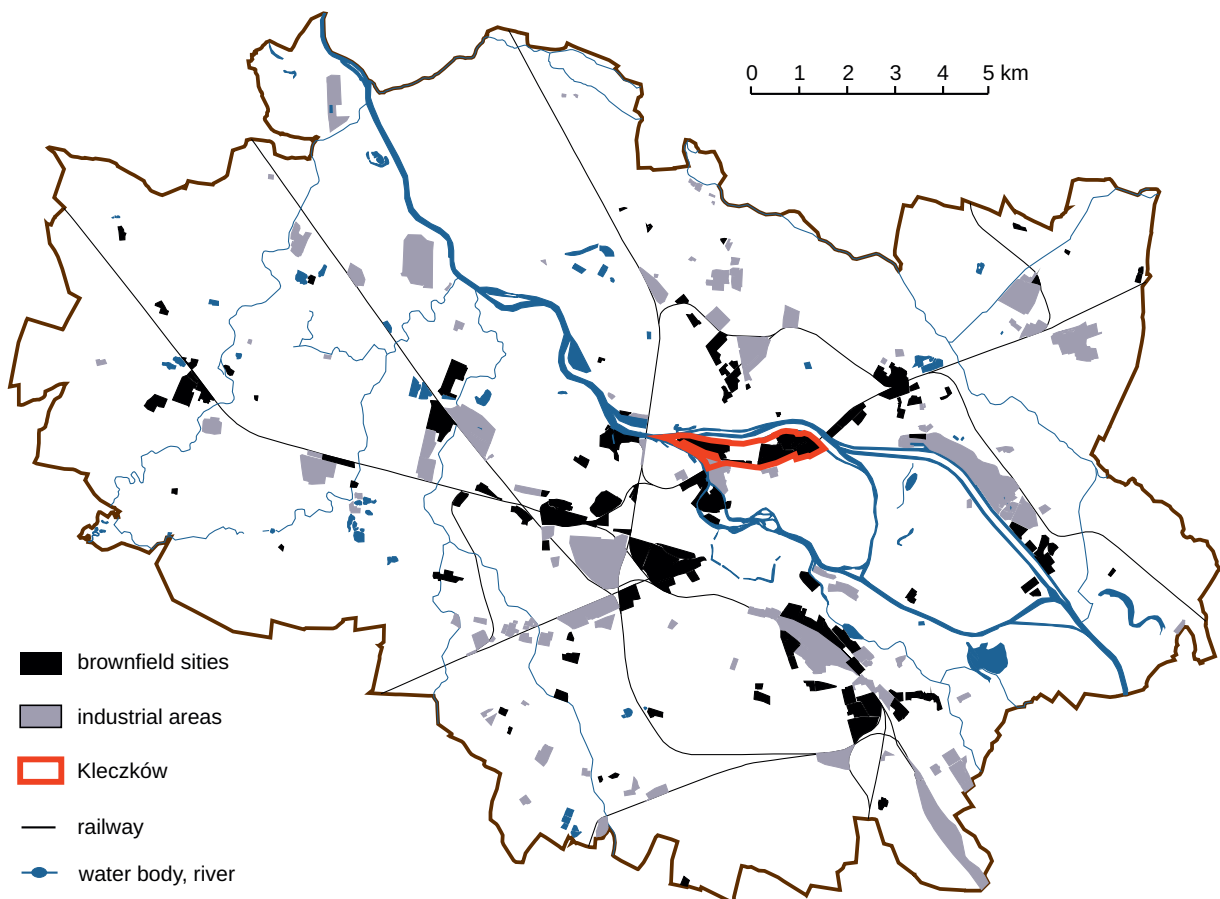 0 1 2 3 4 5 km
brownfield sities
industrial areas
Kleczków
railway
water body, river